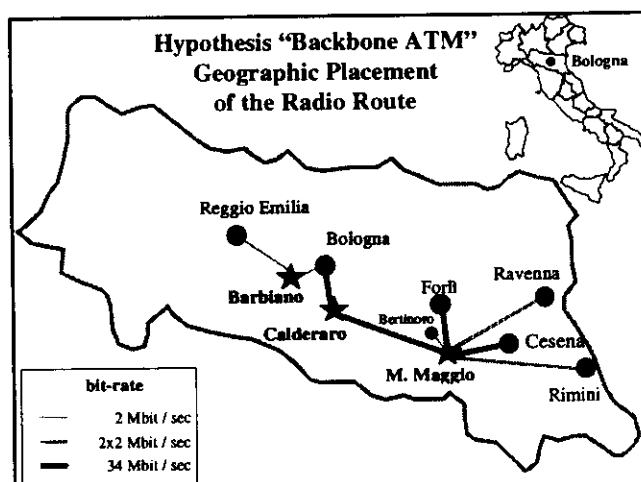 Hypothesis “Backbone ATM”
Geographic Placement
of the Radio Route
Bologna
Reggio Emilia
Bologna
Barbiano
Calderaro
Forlì
Ravenna
Bertinoro
Cesena
M. Maggio
Rimini
bit-rate
2 Mbit / sec
2x2 Mbit / sec
34 Mbit / sec